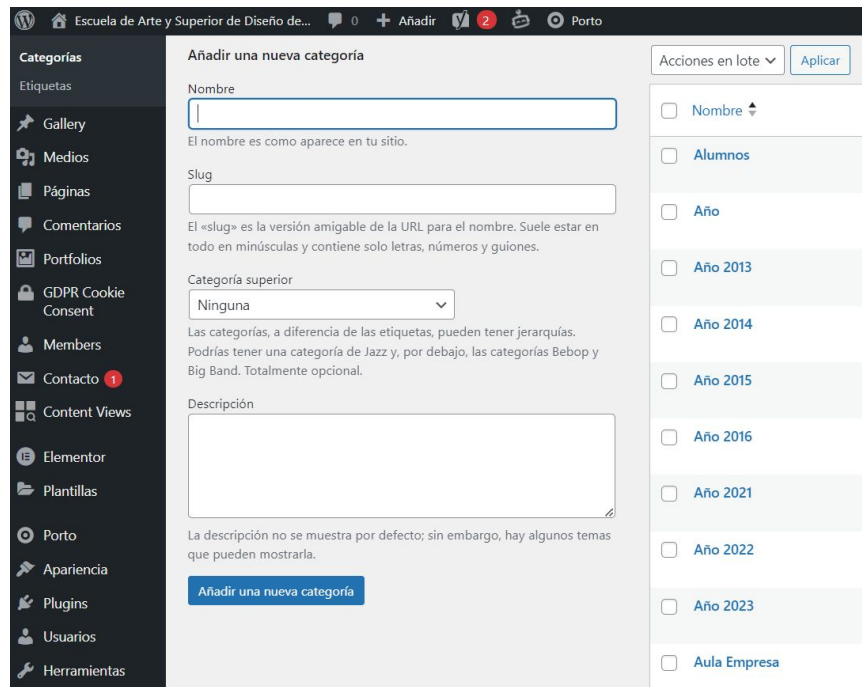 Escuela de Arte y Superior de Diseño de... 0 Añadir 2 Porto
Categorías
Etiquetas
Gallery
Medios
Páginas
Comentarios
Portfolios
GDPR Cookie
Consent
Members
Contacto 1
Content Views
Elementor
Plantillas
Porto
Apariencia
Plugins
Usuarios
Herramientas
Añadir una nueva categoría
Nombre
El nombre es como aparece en tu sitio.
Slug
El «slug» es la versión amigable de la URL para el nombre. Suele estar en
todo en minúsculas y contiene solo letras, números y guiones.
Categoría superior
Ninguna
Las categorías, a diferencia de las etiquetas, pueden tener jerarquías.
Podrías tener una categoría de Jazz y, por debajo, las categorías Bebop y
Big Band. Totalmente opcional.
Descripción
La descripción no se muestra por defecto; sin embargo, hay algunos temas
que pueden mostrarla.
Añadir una nueva categoría
Acciones en lote Aplicar
Nombre
Alumnos
Año
Año 2013
Año 2014
Año 2015
Año 2016
Año 2021
Año 2022
Año 2023
Aula Empresa